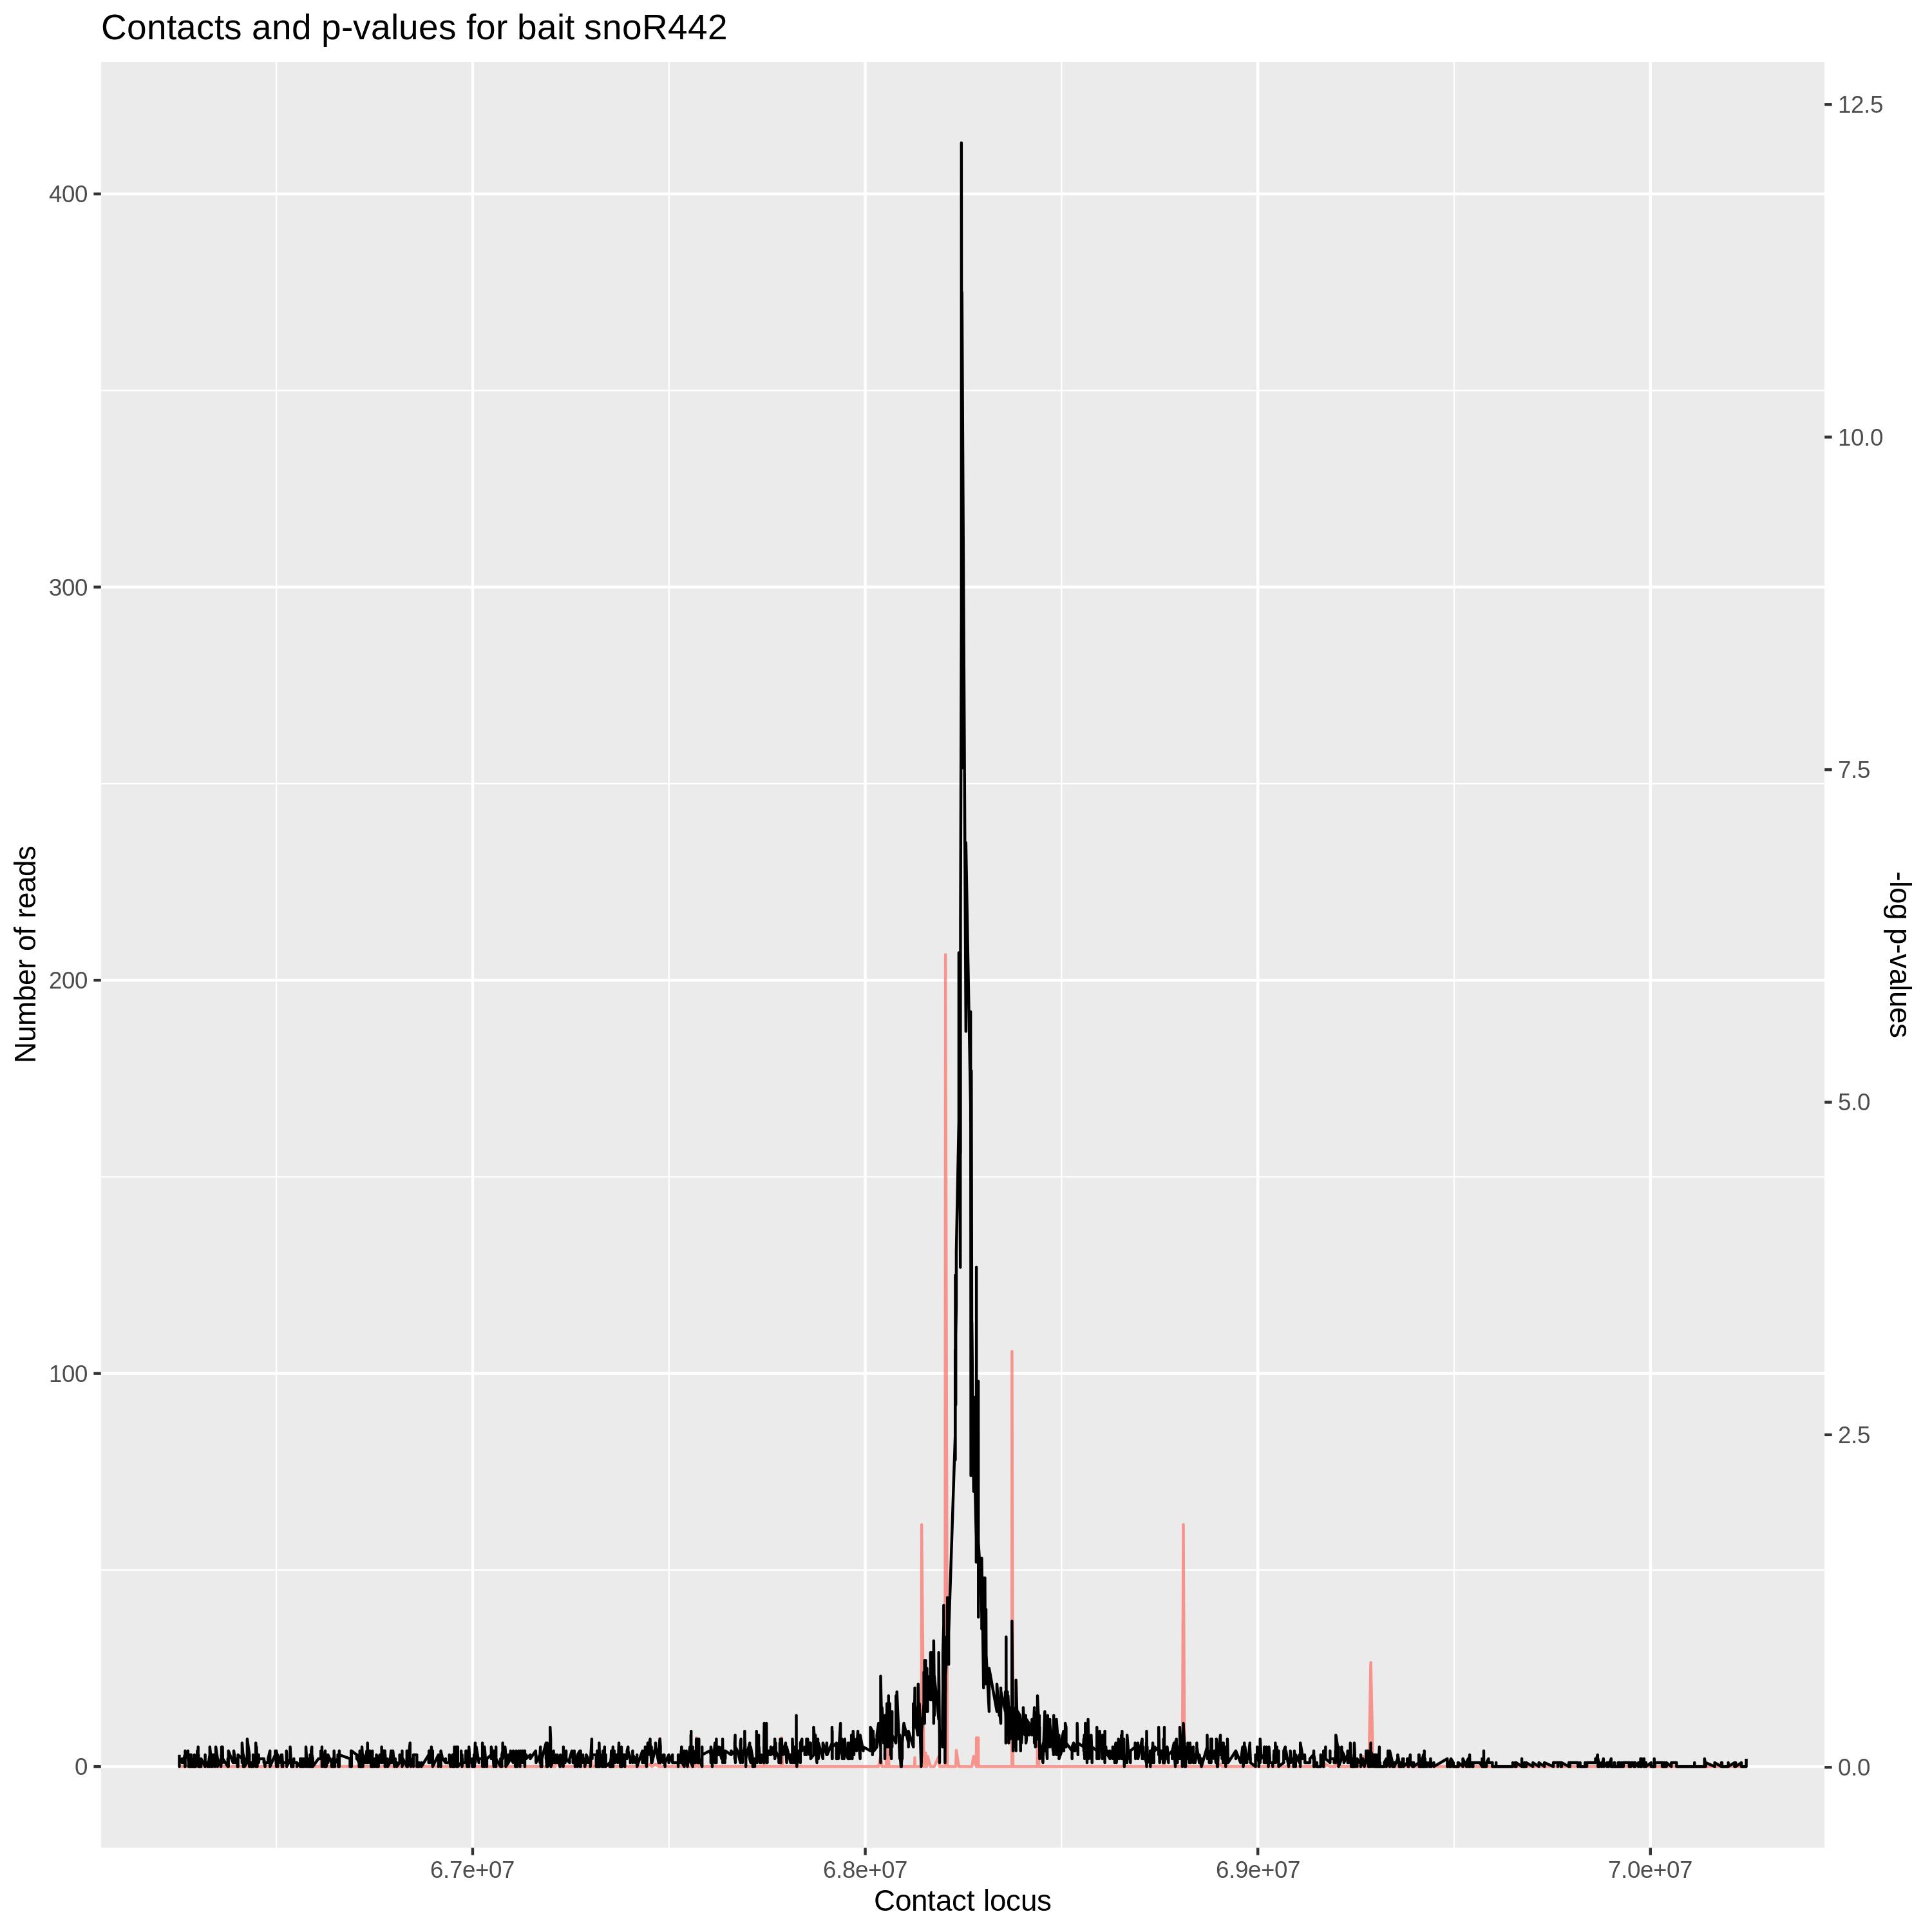 Contacts and p-values for bait snoR442
400
300
200
100
0
Number of reads
12.5
10.0
7.5
5.0
2.5
0.0
-log p-values
6.7e+07 6.8e+07 6.9e+07 7.0e+07
Contact locus